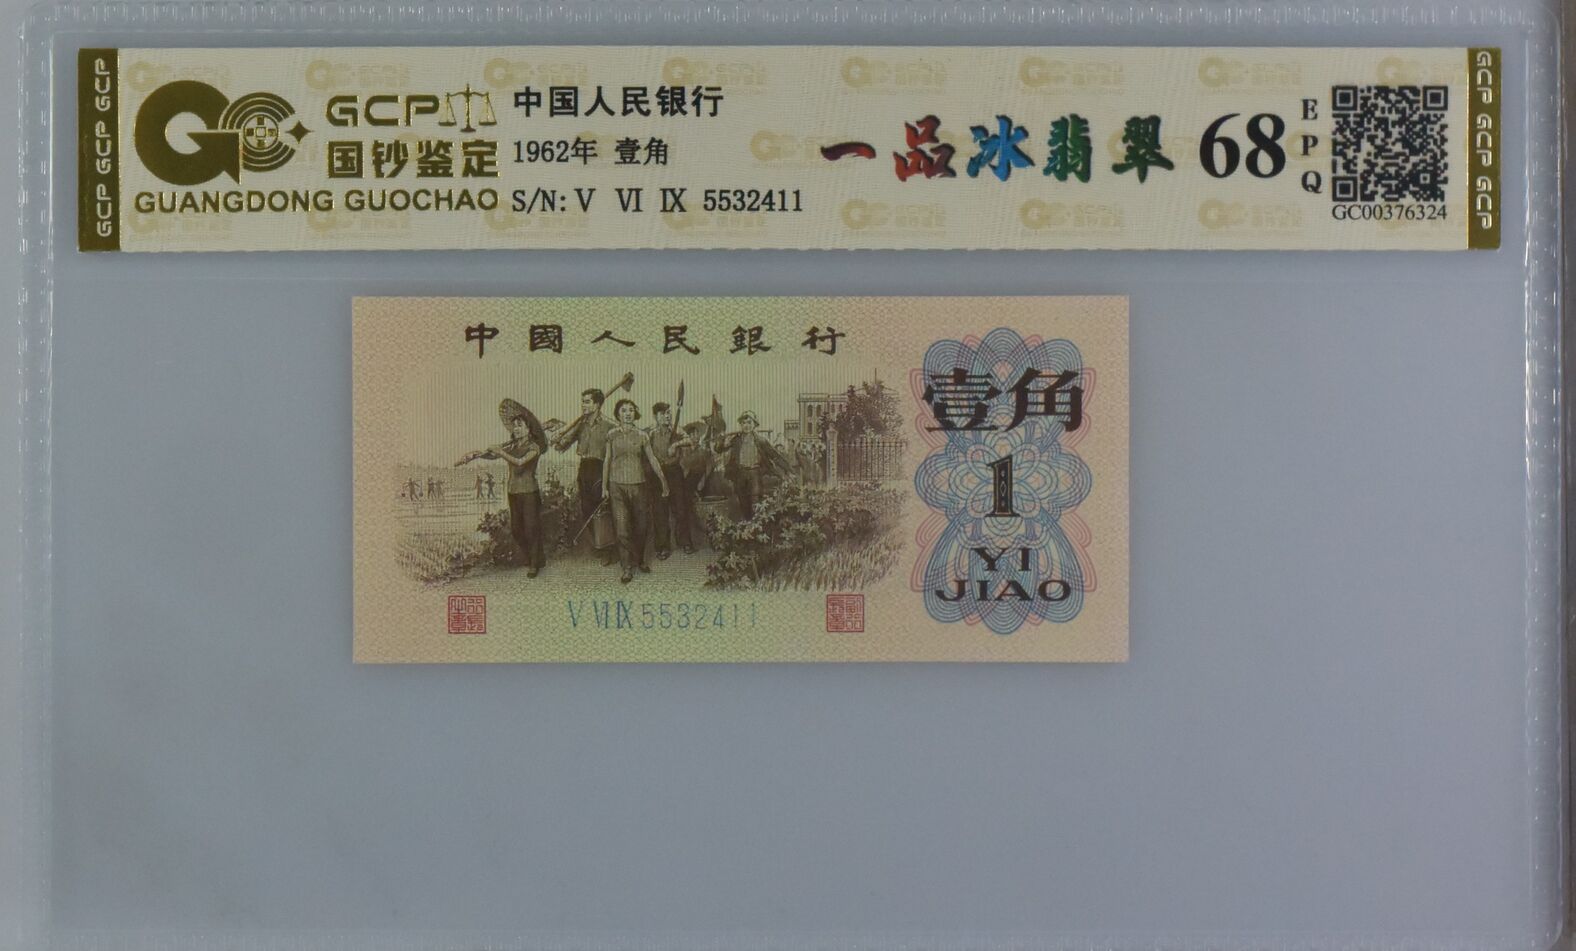 GCP GCP GCP
GCP
国钞鉴定
GUANGDONG GUOCHAO
中国人民银行
1962年 壹角
S/N: V VI IX 5532411
一品冰翡翠
68
EPQ
GC00376324
GCP GCP GCP
中國人民銀行
壹角
1
YI
JIAO
V VI IX 5532411